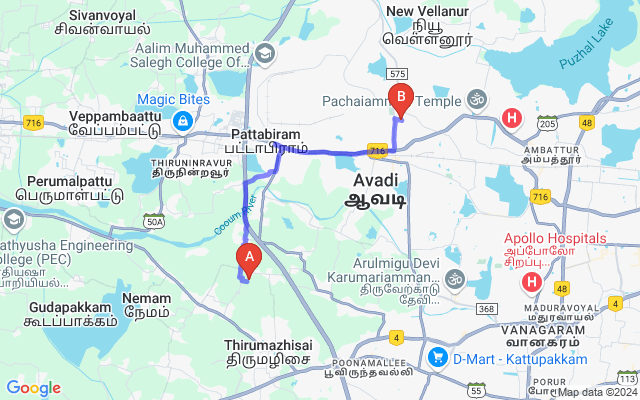 New Vellanur
நியூ
வெள்ளனூர்
Sivanvoyal
சிவன்வாயல்
Aalim Muhammed
Salegh College Of...
Puzhal Lake
575
B
Pachaiamman Temple
Magic Bites
H
205
48
Veppambaattu
வேப்பம்பட்டு
716
Pattabiram
பட்டாபிராம்
716
AMBATTUR
அம்பத்தூர்
THIRUNINRAVUR
திருநின்றவூர்
Avadi
ஆவடி
Perumalpattu
பெருமாள்பட்டு
50A
Cooum River
Prathyusha Engineering
College (PEC)
A
Apollo Hospitals
அப்போலோ
சிறப்பு...
H
Arulmigu Devi
Karumariamman...
திருவேற்காடு
தேவி...
Nemam
நேமம்
Gudapakkam
கூடப்பாக்கம்
368
MADURAVOYAL
மதுரவாயல்
VANAGARAM
வானகரம்
4
4
Thirumazhisai
திருமழிசை
POONAMALLEE
பூவிருந்தவல்லி
D-Mart - Kattupakkam
PORUR
போரூர்
55
48
Google
Map data ©2024